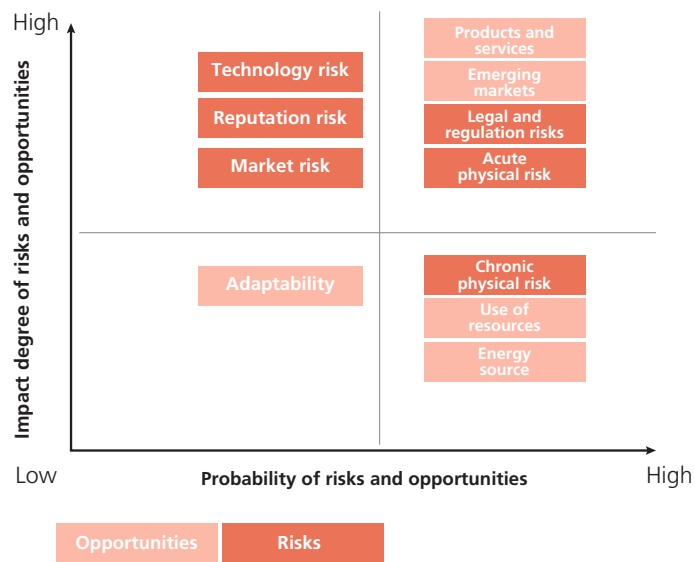 High
Impact degree of risks and opportunities
Technology risk
Reputation risk
Market risk
Products and
services
Emerging
markets
Legal and
regulation risks
Acute
physical risk
Adaptability
Chronic
physical risk
Use of
resources
Energy
source
Low
Probability of risks and opportunities
High
Opportunities
Risks